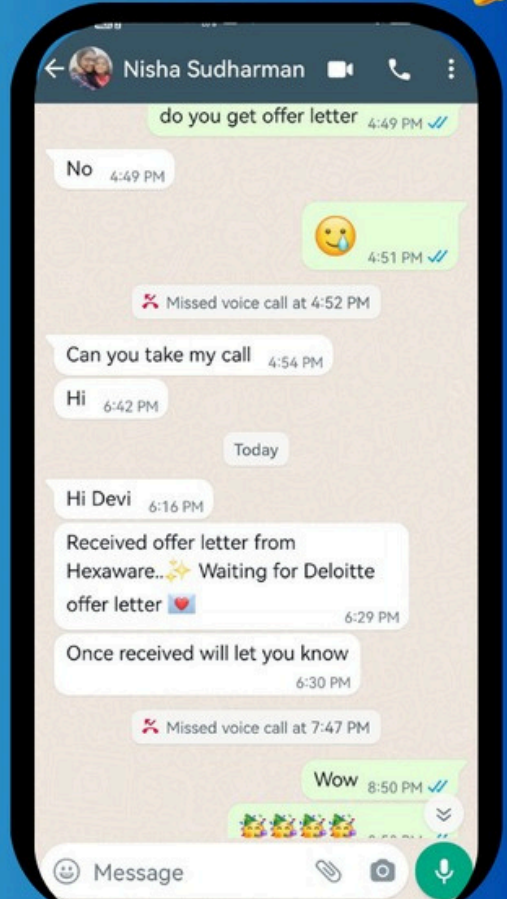 Nisha Sudharman
do you get offer letter 4:49 PM
No 4:49 PM
4:51 PM
Missed voice call at 4:52 PM
Can you take my call 4:54 PM
Hi 6:42 PM
Today
Hi Devi 6:16 PM
Received offer letter from
Hexaware..✨ Waiting for Deloitte
offer letter 💌
6:29 PM
Once received will let you know
6:30 PM
Missed voice call at 7:47 PM
Wow 8:50 PM
Message